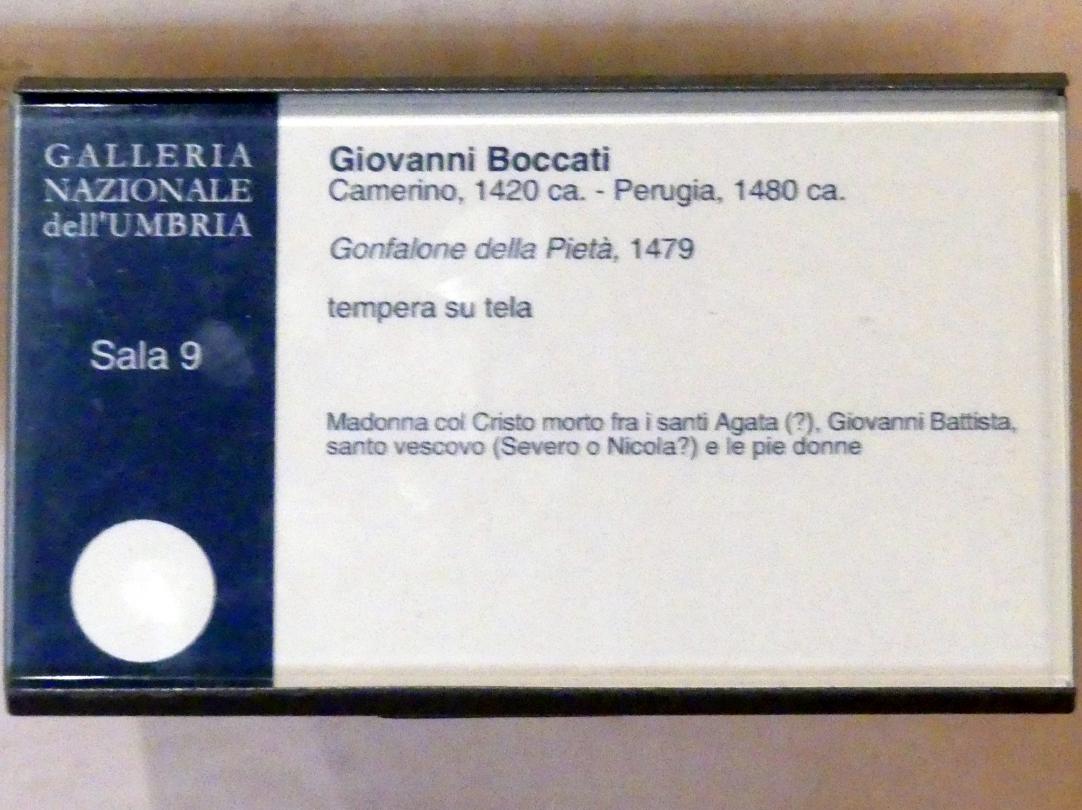 GALLERIA
NAZIONALE
dell'UMBRIA
Sala 9
Giovanni Boccati
Camerino, 1420 ca. - Perugia, 1480 ca.
Gonfalone della Pietà, 1479
tempera su tela
Madonna col Cristo morto fra i santi Agata (?), Giovanni Battista,
santo vescovo (Severo o Nicola?) e le pie donne